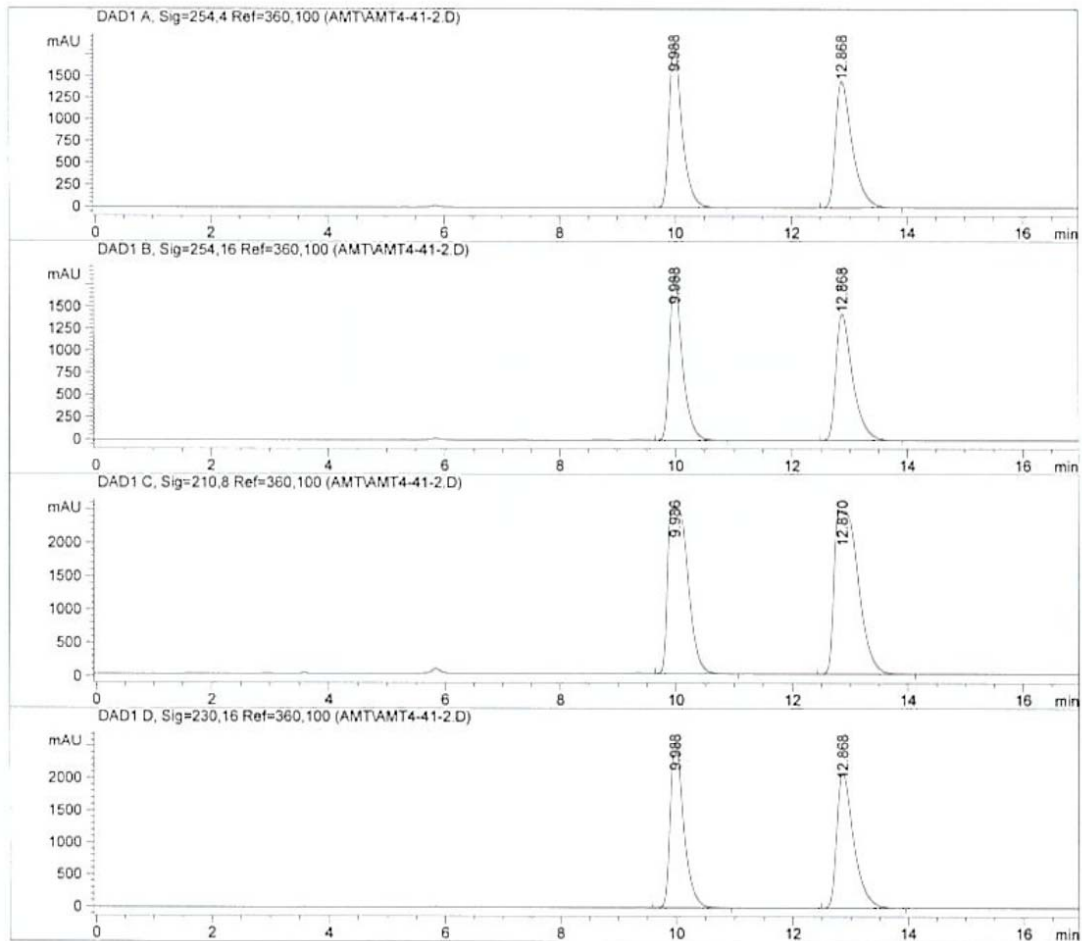 DAD1 A, Sig=254,4 Ref=360,100 (AMT\AMT4-41-2.D)
mAU
9.988
12.868
1500
1250
1000
750
500
250
0
0 2 4 6 8 10 12 14 16 min
DAD1 B, Sig=254,16 Ref=360,100 (AMT\AMT4-41-2.D)
mAU
9.988
12.868
1500
1250
1000
750
500
250
0
0 2 4 6 8 10 12 14 16 min
DAD1 C, Sig=210,8 Ref=360,100 (AMT\AMT4-41-2.D)
mAU
9.986
12.870
2000
1500
1000
500
0
0 2 4 6 8 10 12 14 16 min
DAD1 D, Sig=230,16 Ref=360,100 (AMT\AMT4-41-2.D)
mAU
9.988
12.868
2000
1500
1000
500
0
0 2 4 6 8 10 12 14 16 min